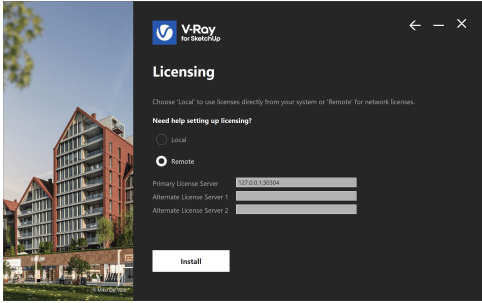 V-Ray
for SketchUp
Licensing
Choose 'Local' to use licenses directly from your system or 'Remote' for network licenses.
Need help setting up licensing?
Local
Remote
Primary License Server
127.0.0.1:30304
Alternate License Server 1
Alternate License Server 2
Install